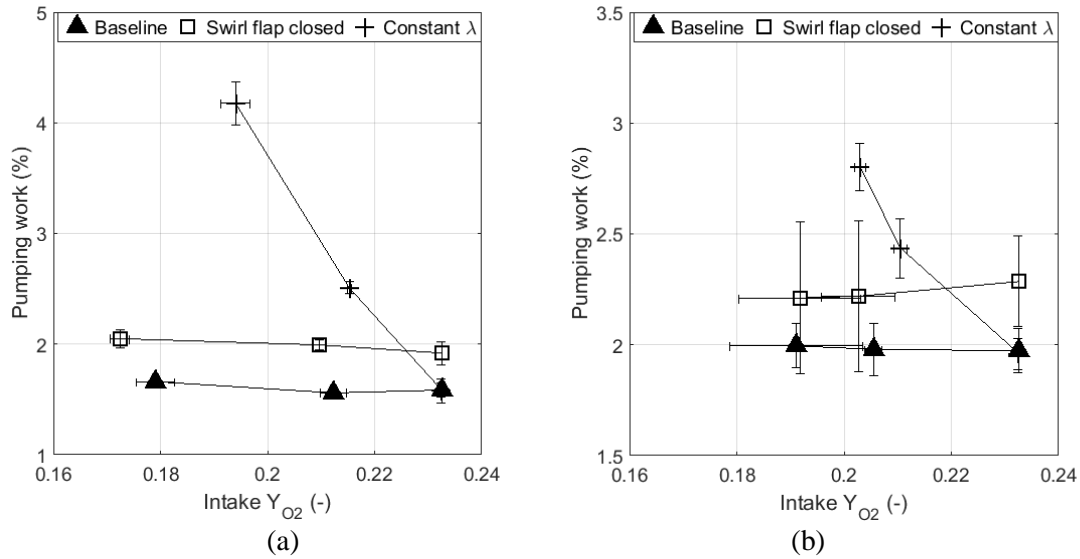 Baseline Swirl flap closed Constant λ
5
4
3
2
1
Pumping work (%)
0.16 0.18 0.2 0.22 0.24
Intake Y_O2 (-)
(a)
Baseline Swirl flap closed Constant λ
3.5
3
2.5
2
1.5
Pumping work (%)
0.16 0.18 0.2 0.22 0.24
Intake Y_O2 (-)
(b)